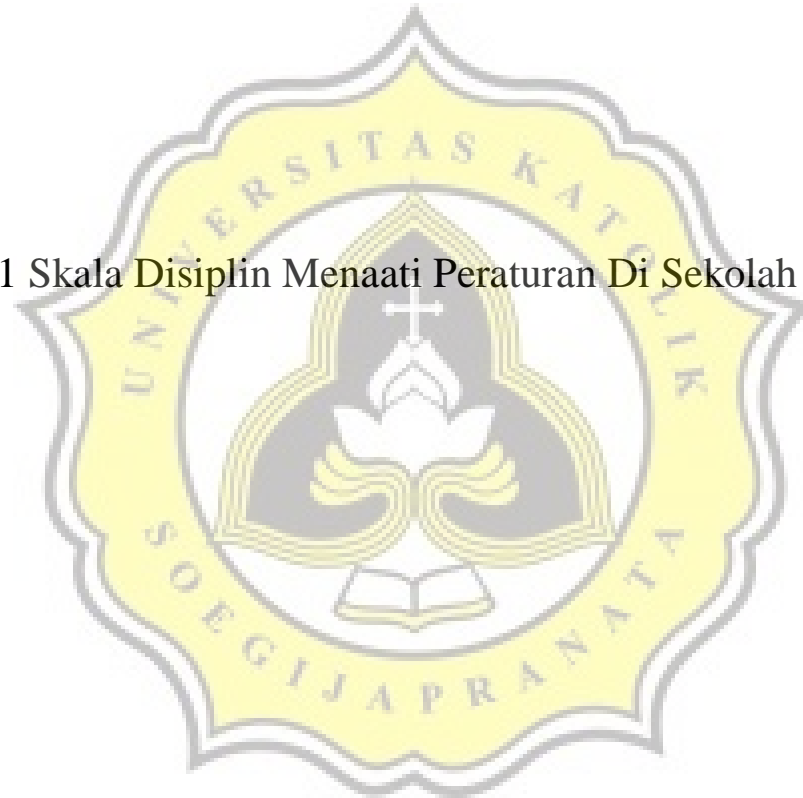 UNIVERSITAS KATOLIK
1 Skala Disiplin Menaati Peraturan Di Sekolah
SOEGIJAPRANATA